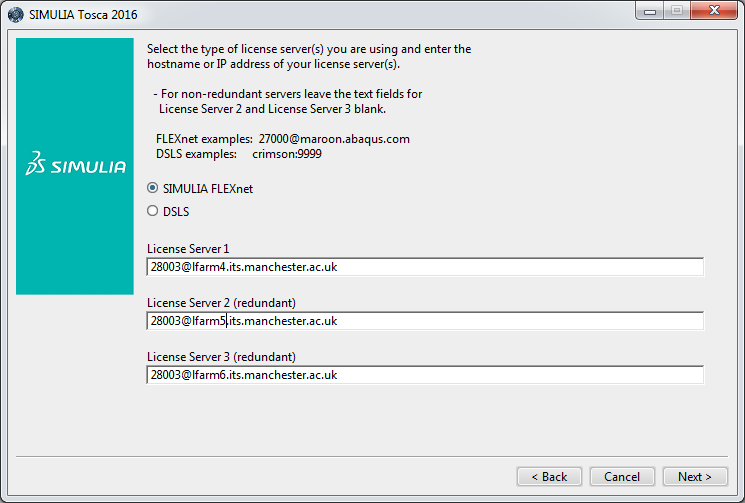 SIMULIA Tosca 2016
Select the type of license server(s) you are using and enter the
hostname or IP address of your license server(s).
- For non-redundant servers leave the text fields for
License Server 2 and License Server 3 blank.
FLEXnet examples: 27000@maroon.abaqus.com
DSLS examples: crimson:9999
SIMULIA
SIMULIA FLEXnet
DSLS
License Server 1
28003@lfarm4.its.manchester.ac.uk
License Server 2 (redundant)
28003@lfarm5.its.manchester.ac.uk
License Server 3 (redundant)
28003@lfarm6.its.manchester.ac.uk
< Back
Cancel
Next >